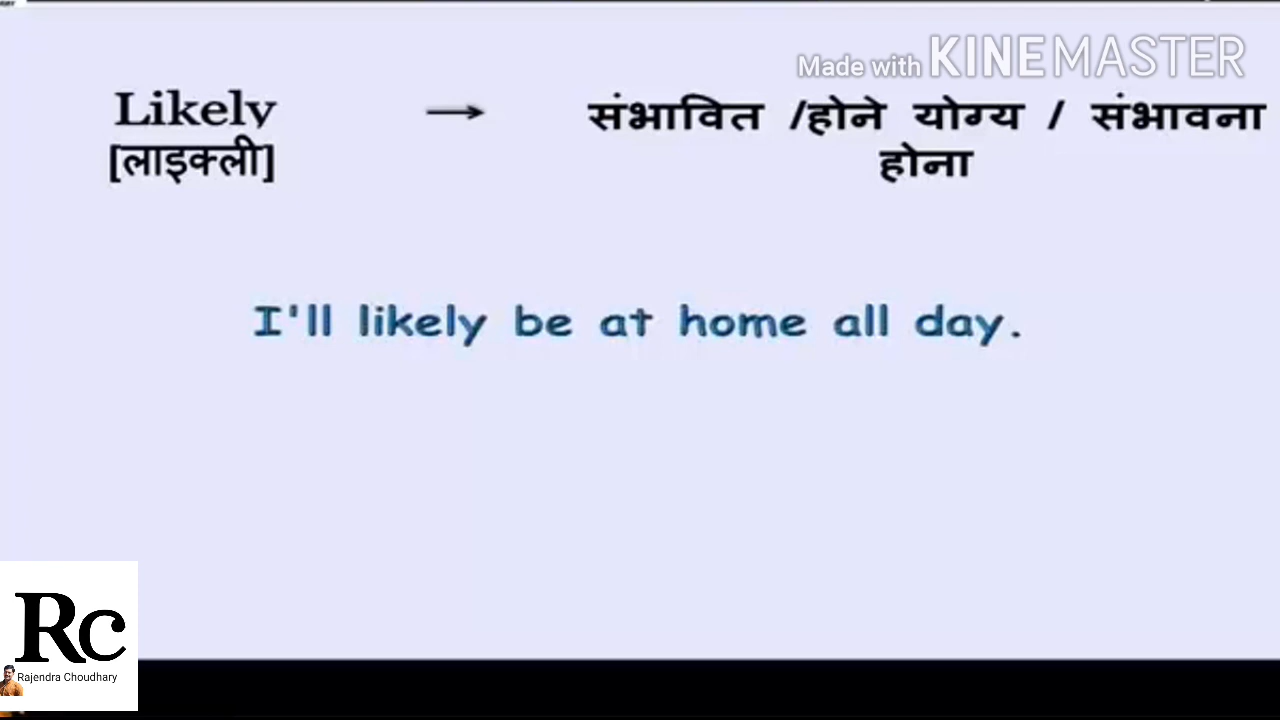 Made with KINEMASTER
Likely → संभावित /होने योग्य / संभावना
[लाइक्ली] होना
I'll likely be at home all day.
Rc
Rajendra Choudhary